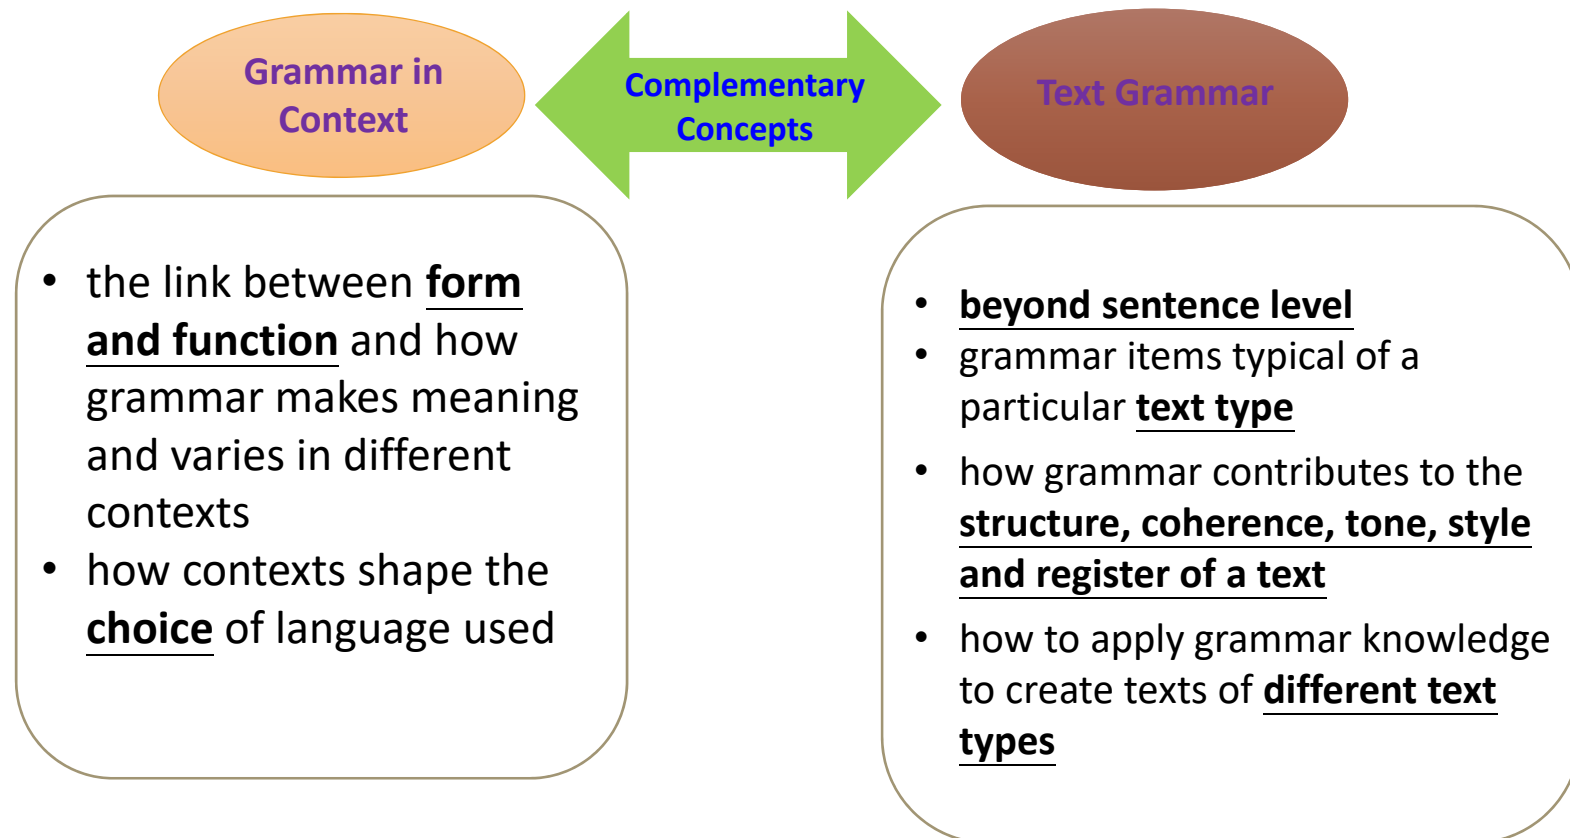 Grammar in
Context
Complementary
Concepts
Text Grammar
• the link between form
and function and how
grammar makes meaning
and varies in different
contexts
• how contexts shape the
choice of language used
• beyond sentence level
• grammar items typical of a
particular text type
• how grammar contributes to the
structure, coherence, tone, style
and register of a text
• how to apply grammar knowledge
to create texts of different text
types